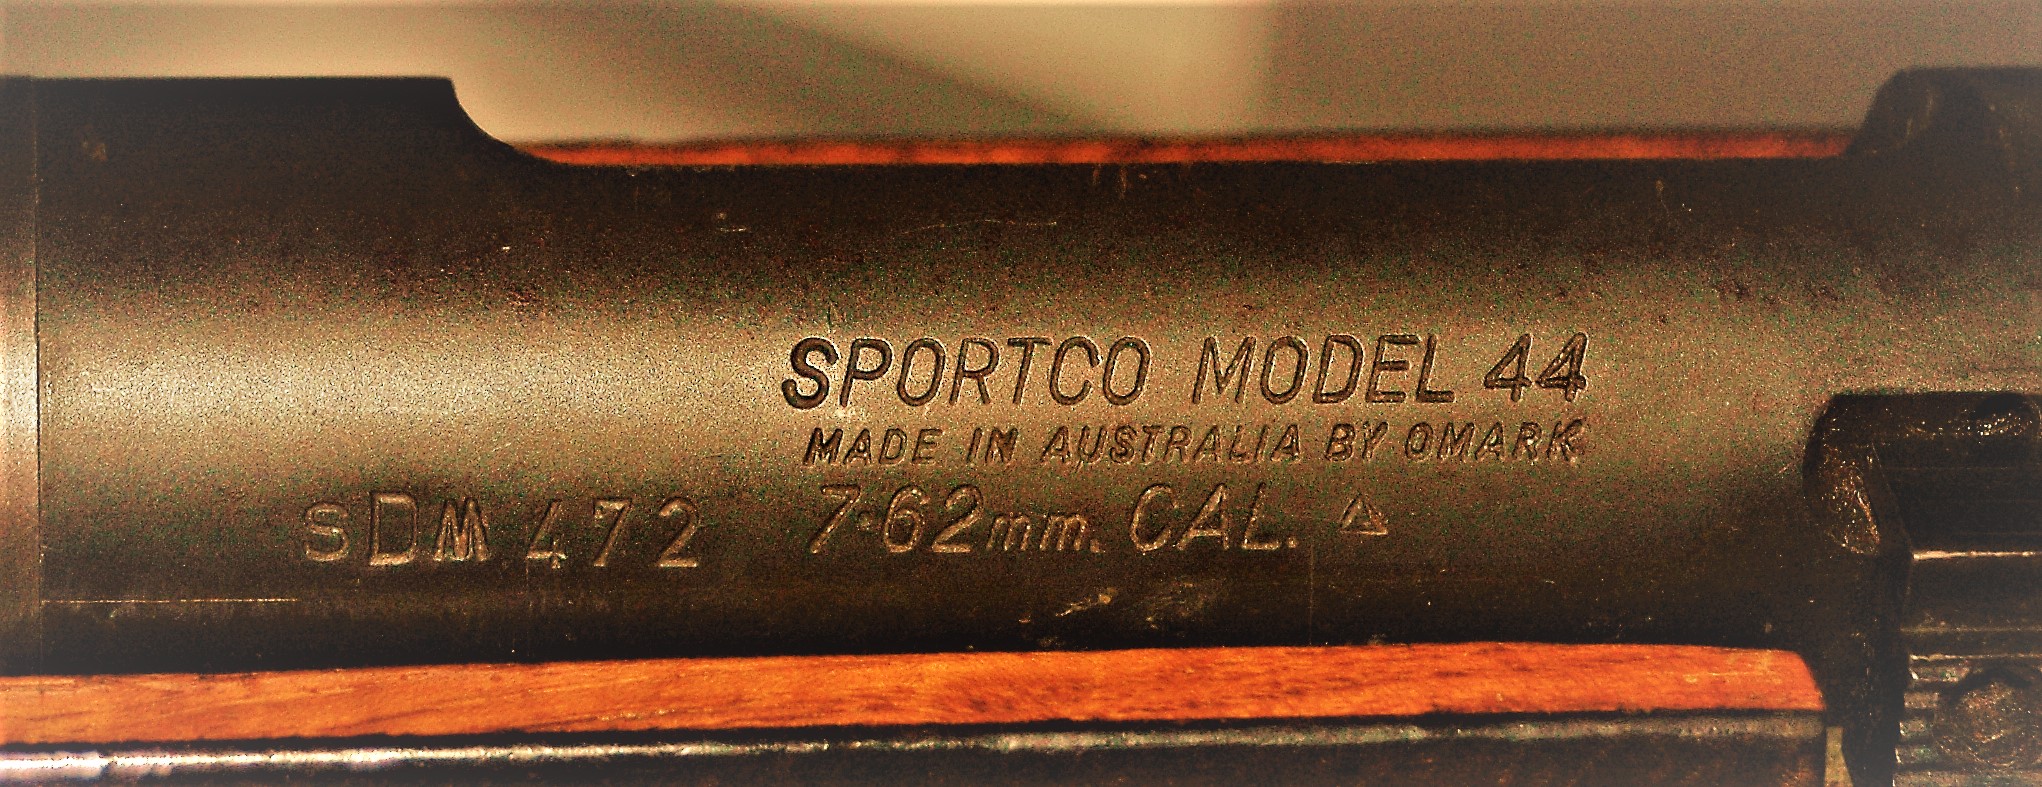 SPORTCO MODEL 44
MADE IN AUSTRALIA BY OMARK
sDM 472 7·62mm. CAL.